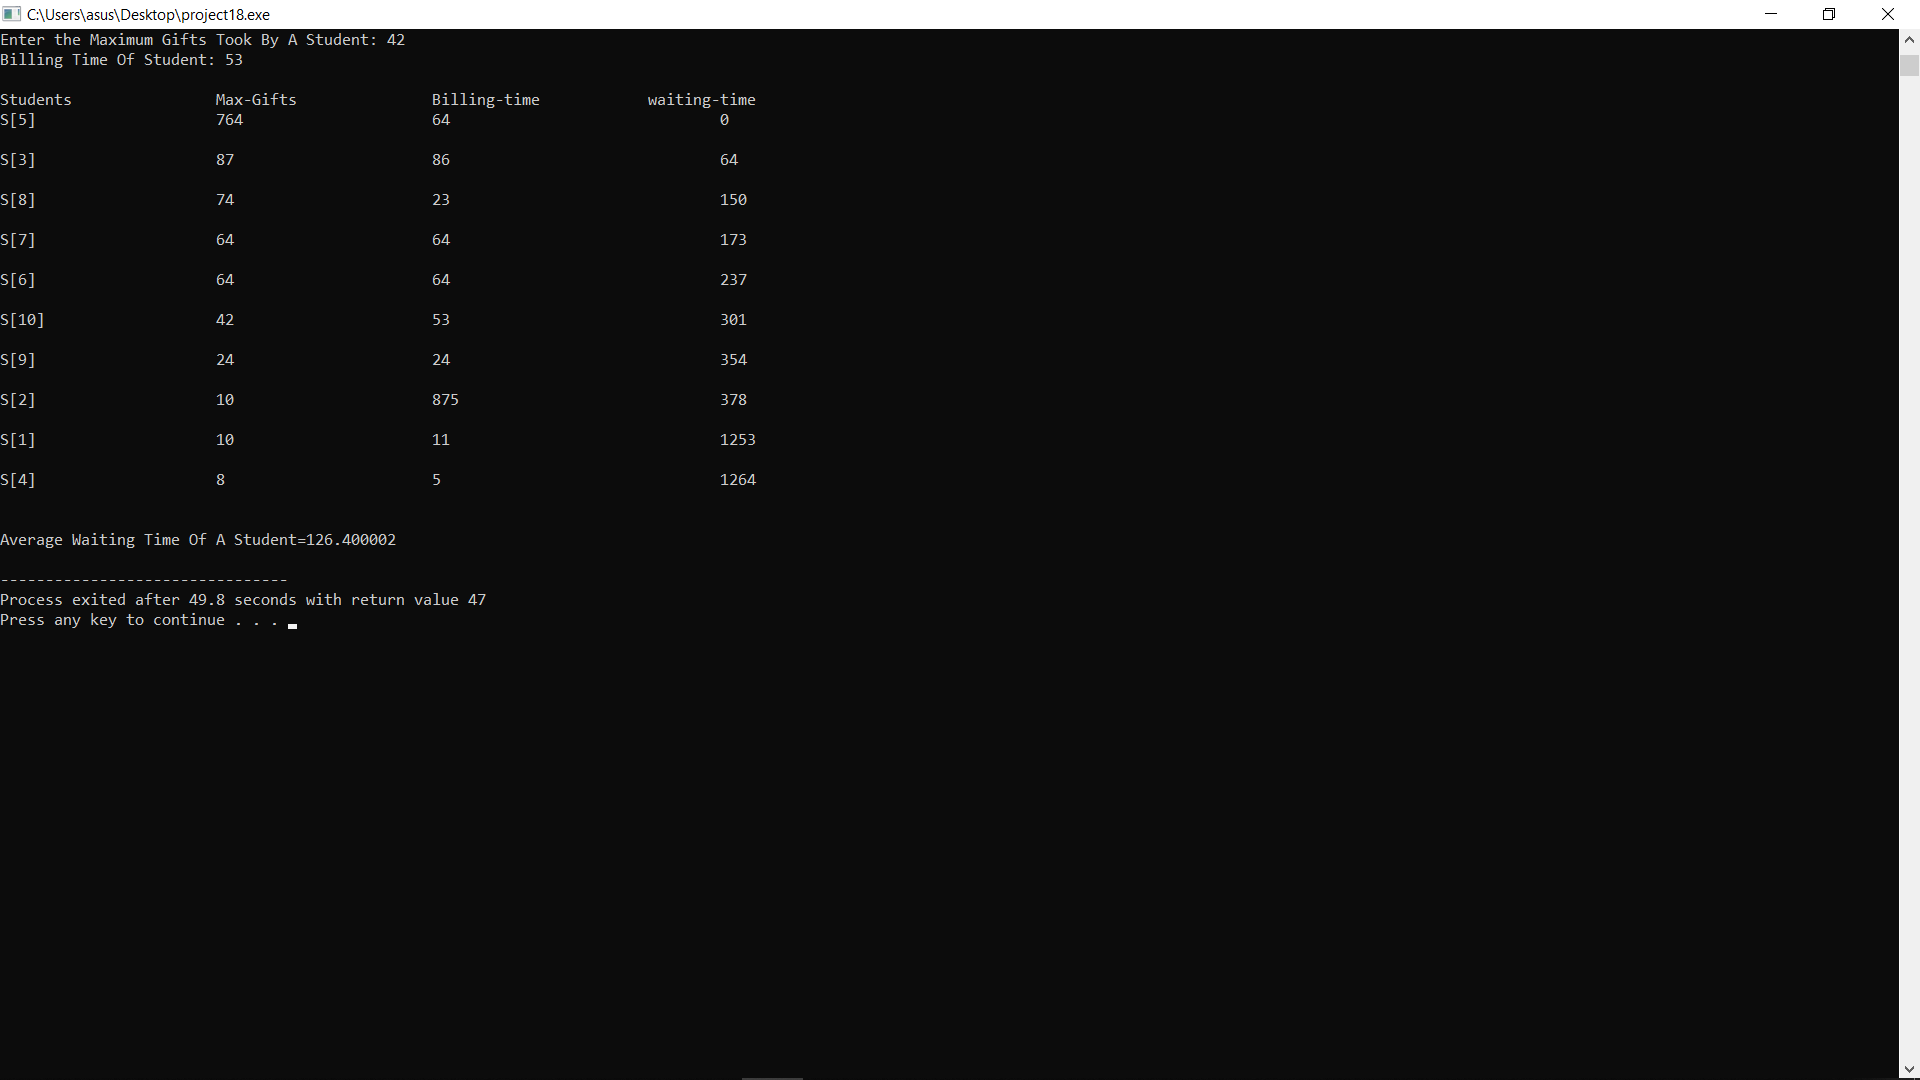 C:\Users\asus\Desktop\project18.exe
Enter the Maximum Gifts Took By A Student: 42
Billing Time Of Student: 53
Students Max-Gifts Billing-time waiting-time
S[5] 764 64 0
S[3] 87 86 64
S[8] 74 23 150
S[7] 64 64 173
S[6] 64 64 237
S[10] 42 53 301
S[9] 24 24 354
S[2] 10 875 378
S[1] 10 11 1253
S[4] 8 5 1264
Average Waiting Time Of A Student=126.400002
--------------------------------
Process exited after 49.8 seconds with return value 47
Press any key to continue . . .